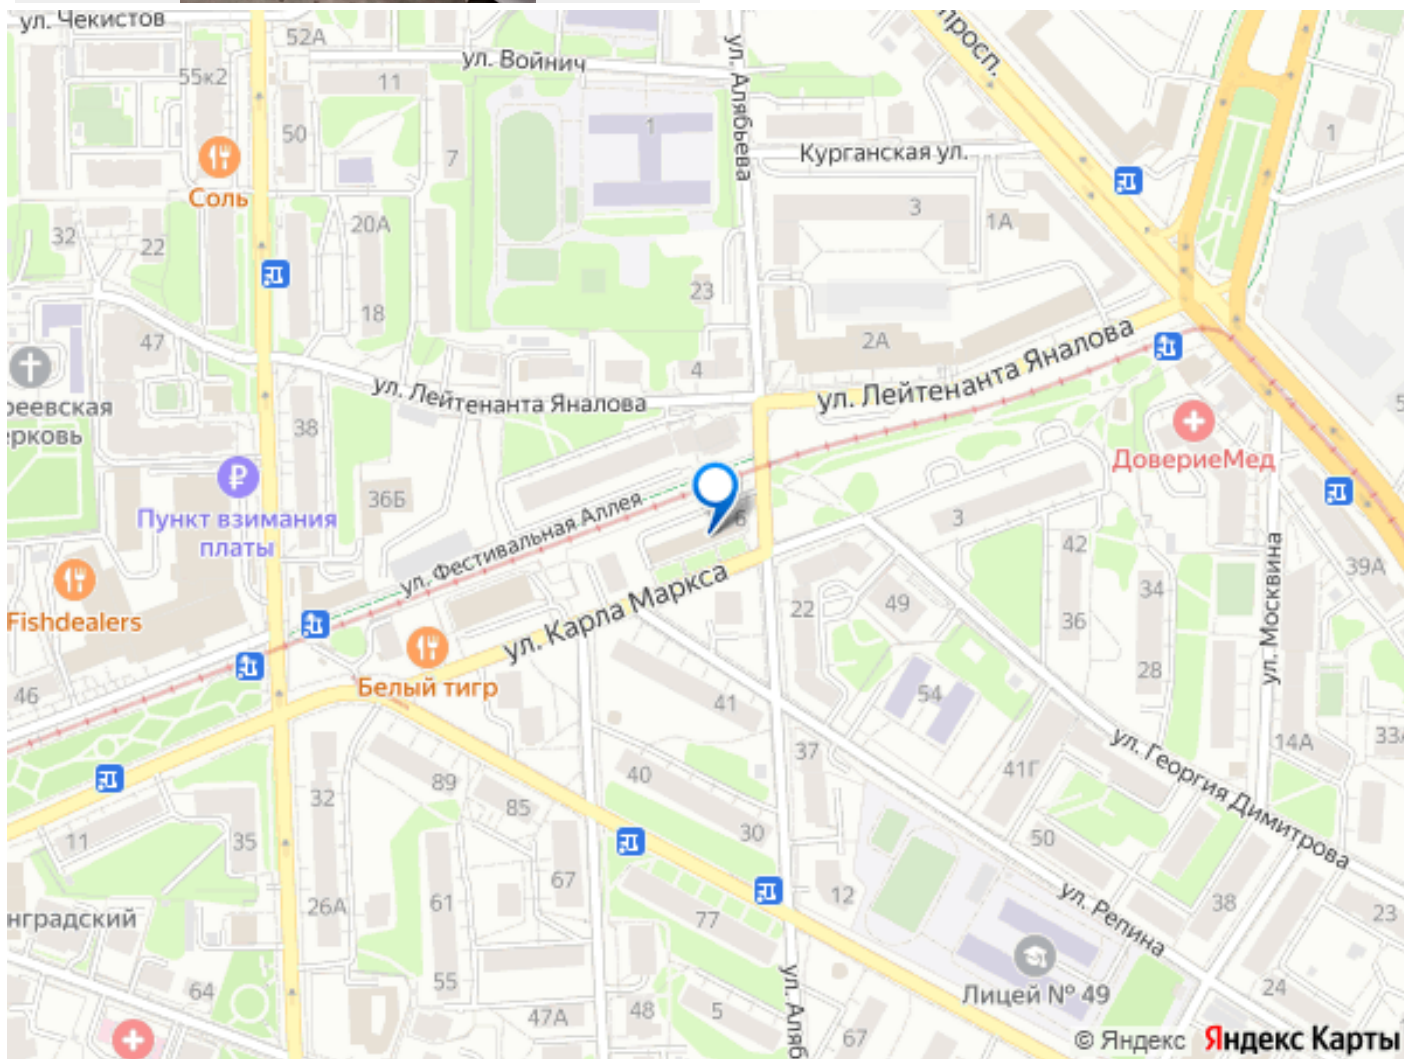 ул. Чекистов
52А
ул. Войнич
ул. Алябьева
просп.
55к2
11
50
1
7
Курганская ул.
1
Соль
3
1А
32
22
20А
23
18
47
2А
4
ул. Лейтенанта Яналова
ул. Лейтенанта Яналова
реевская
ерковь
38
ДовериеМед
Пункт взимания
платы
36Б
6
3
ул. Фестивальная Аллея
42
39А
34
ул. Москвина
Fishdealers
ул. Карла Маркса
22
49
36
28
46
Белый тигр
41
54
37
14А
33А
ул. Георгия Димитрова
41Г
40
89
85
32
11
35
30
50
67
12
ул. Репина
38
23
61
26А
77
нградский
55
ул. Аляб
Лицей № 49
24
64
47А
48
5
67
© Яндекс Яндекс Карты